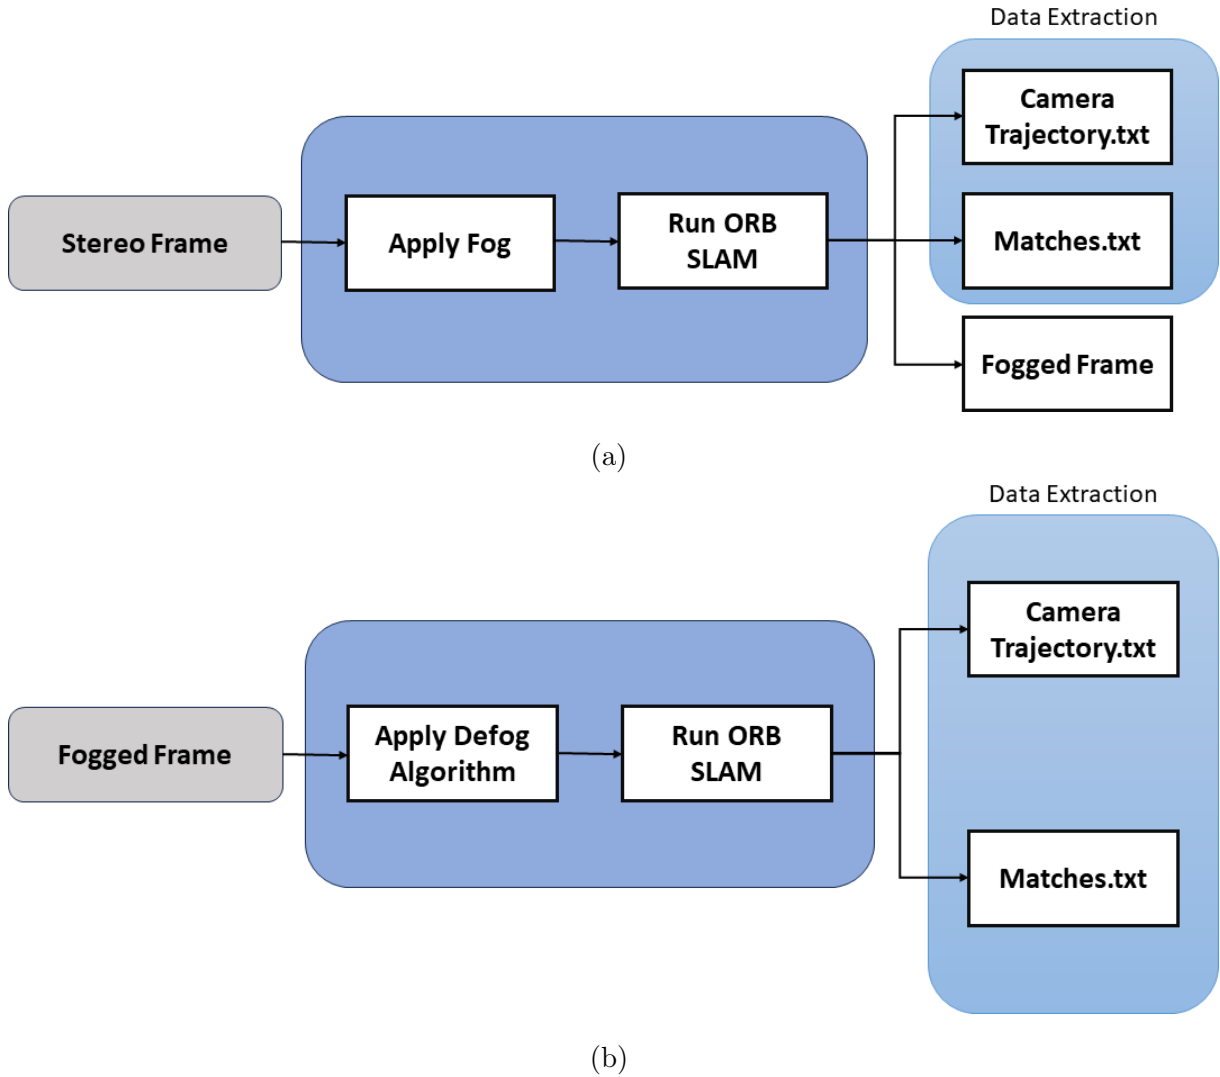 Data Extraction
Camera
Trajectory.txt
Stereo Frame
Apply Fog
Run ORB
SLAM
Matches.txt
Fogged Frame
(a)
Data Extraction
Camera
Trajectory.txt
Fogged Frame
Apply Defog
Algorithm
Run ORB
SLAM
Matches.txt
(b)